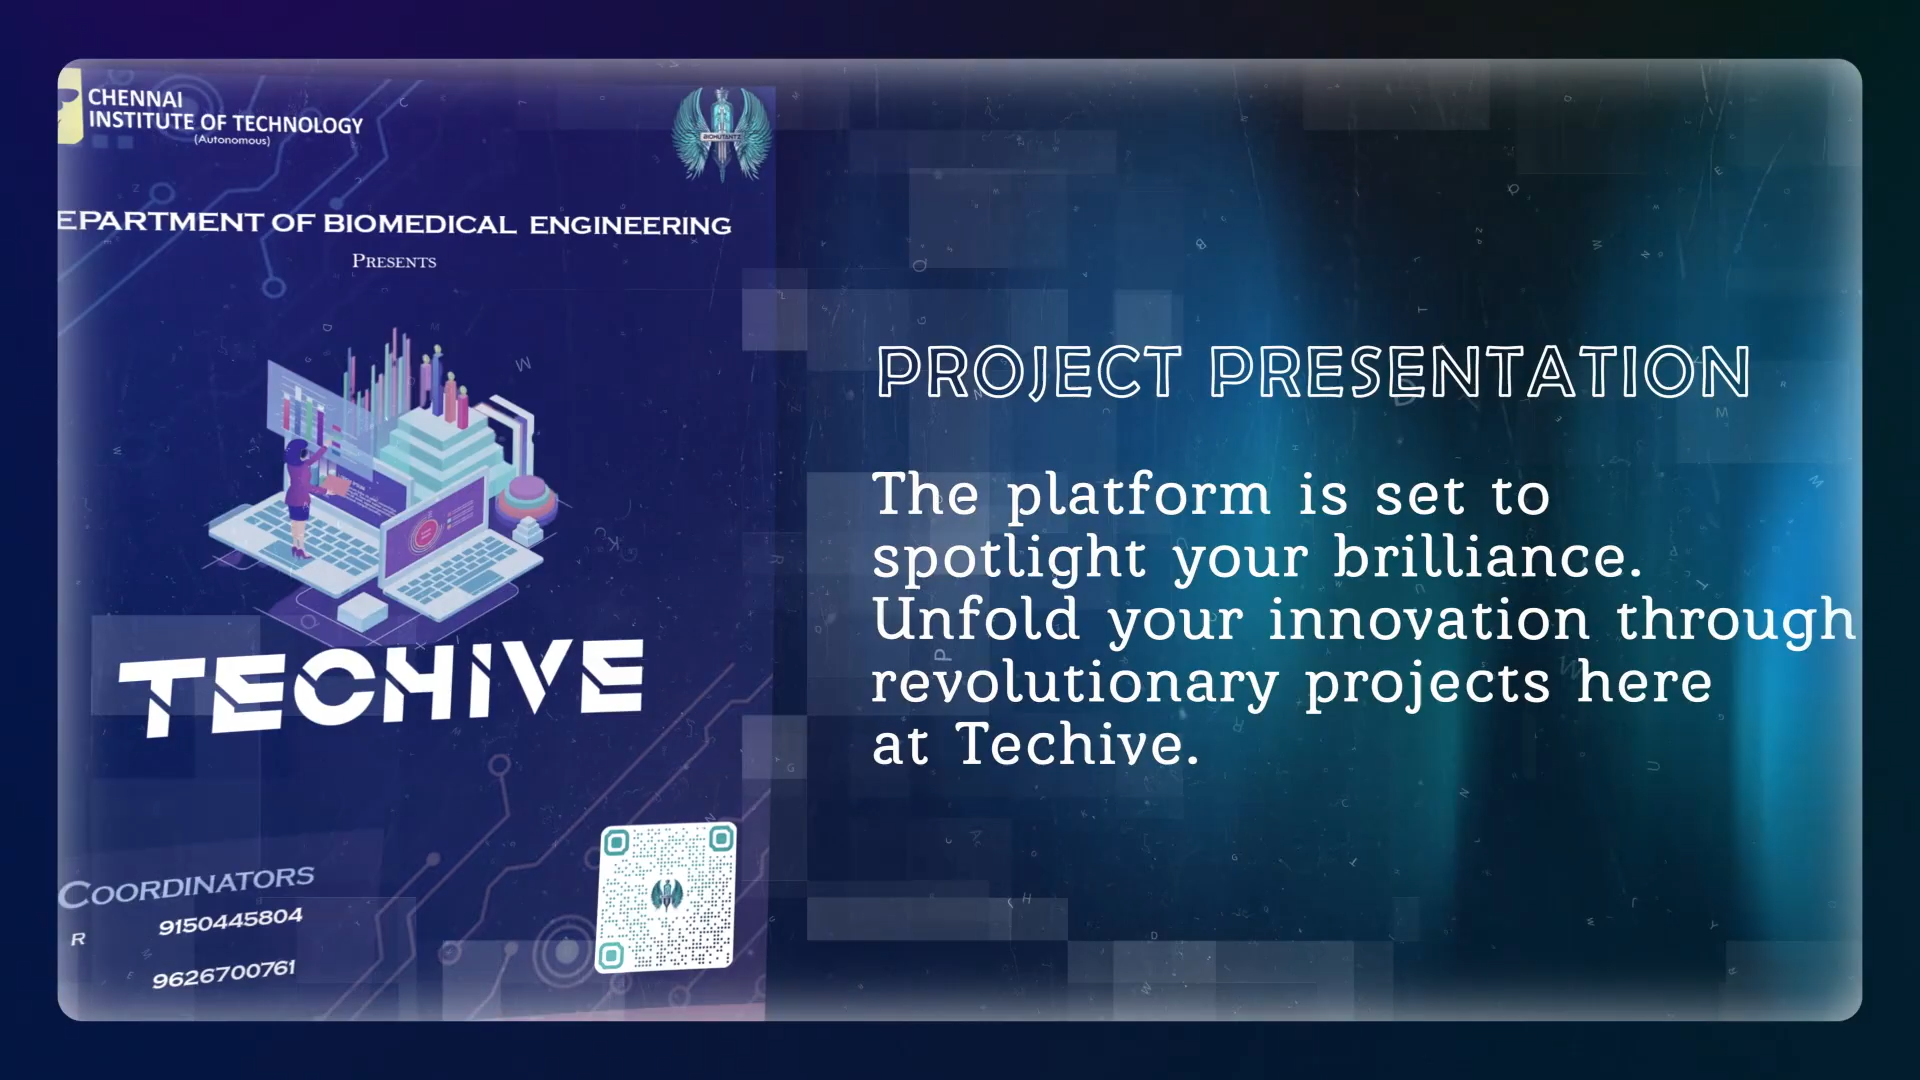 CHENNAI
INSTITUTE OF TECHNOLOGY
(Autonomous)
BIOMUTANTZ
EPARTMENT OF BIOMEDICAL ENGINEERING
PRESENTS
TECHIVE
COORDINATORS
9150445804
R
9626700761
PROJECT PRESENTATION
The platform is set to
spotlight your brilliance.
Unfold your innovation through
revolutionary projects here
at Techive.